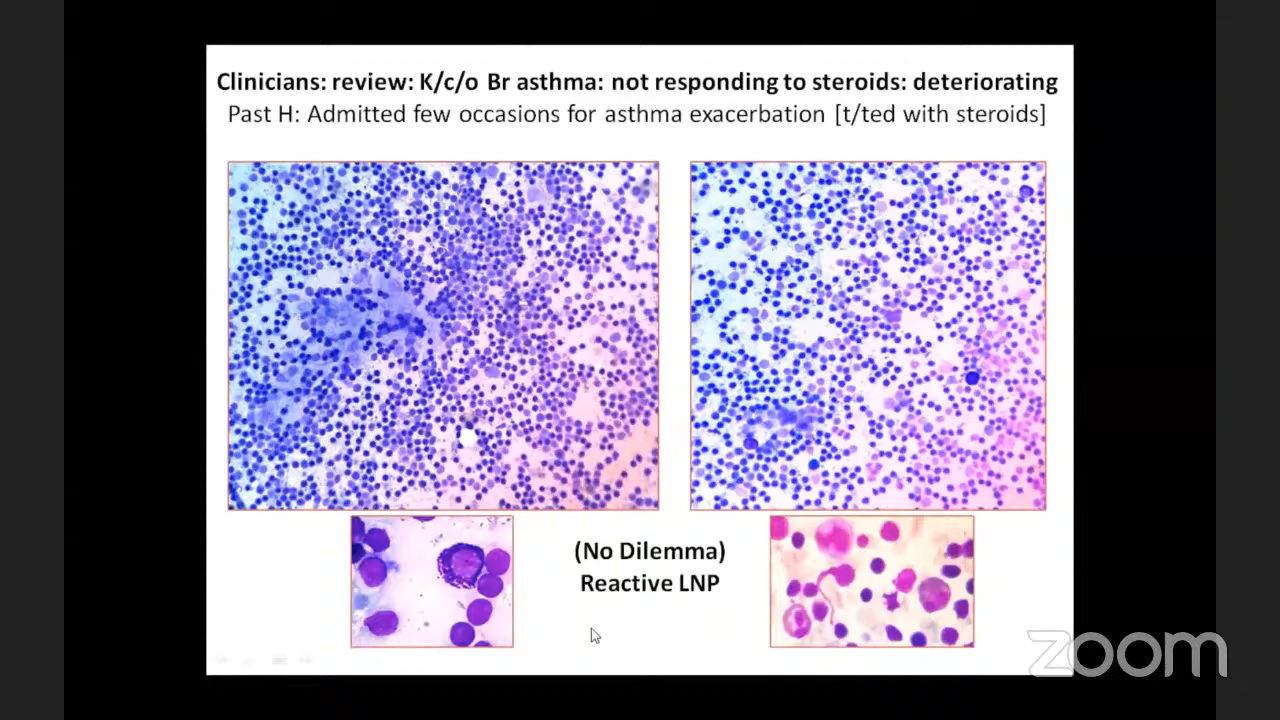 Clinicians: review: K/c/o Br asthma: not responding to steroids: deteriorating
Past H: Admitted few occasions for asthma exacerbation [t/ted with steroids]
(No Dilemma)
Reactive LNP
zoom